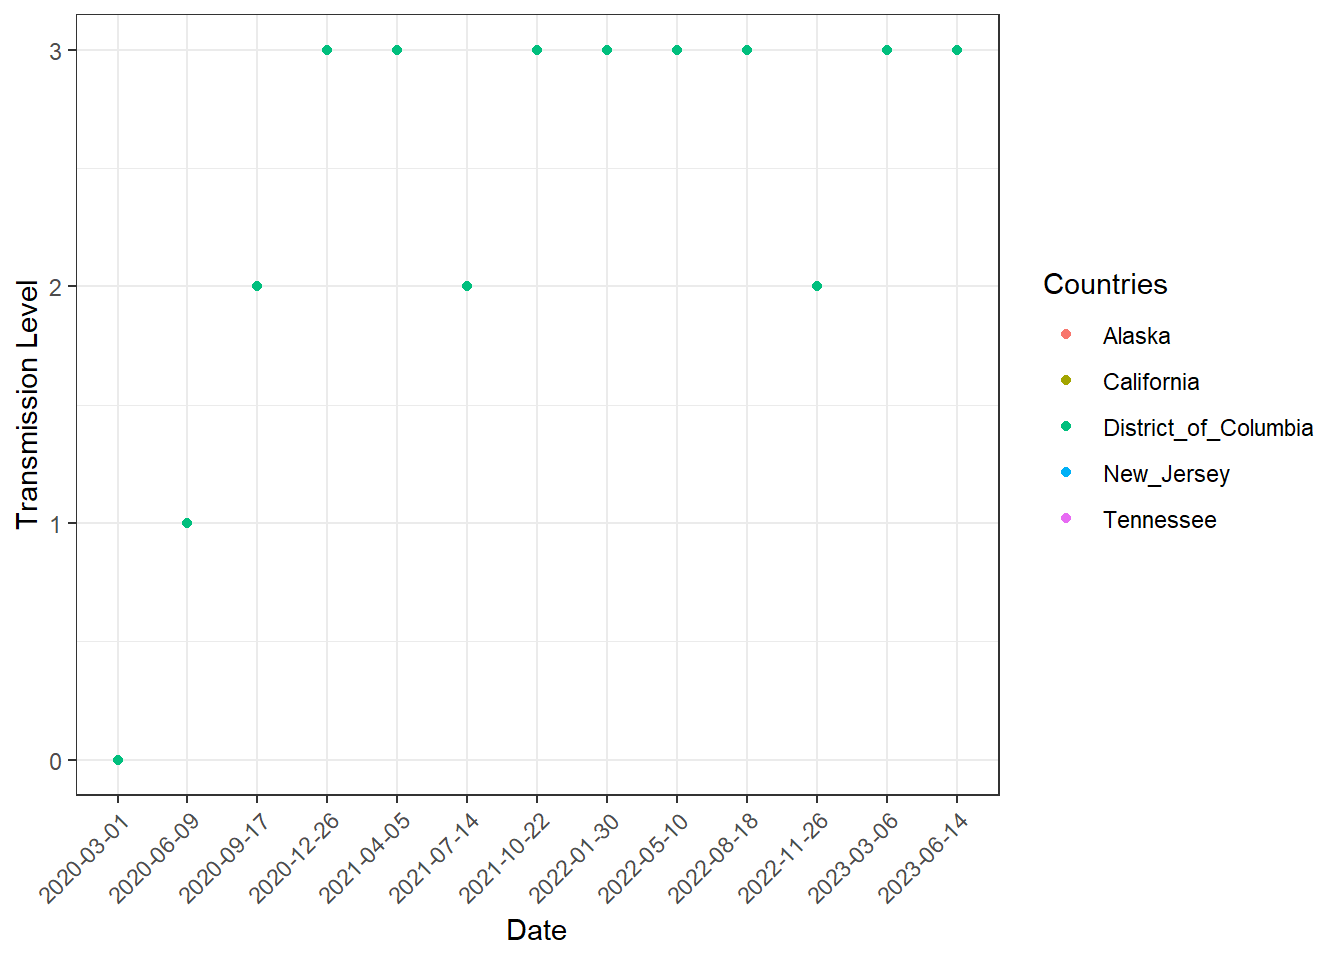 3
2
1
0
Transmission Level
2020-03-01
2020-06-09
2020-09-17
2020-12-26
2021-04-05
2021-07-14
2021-10-22
2022-01-30
2022-05-10
2022-08-18
2022-11-26
2023-03-06
2023-06-14
Date
Countries
Alaska
California
District_of_Columbia
New_Jersey
Tennessee